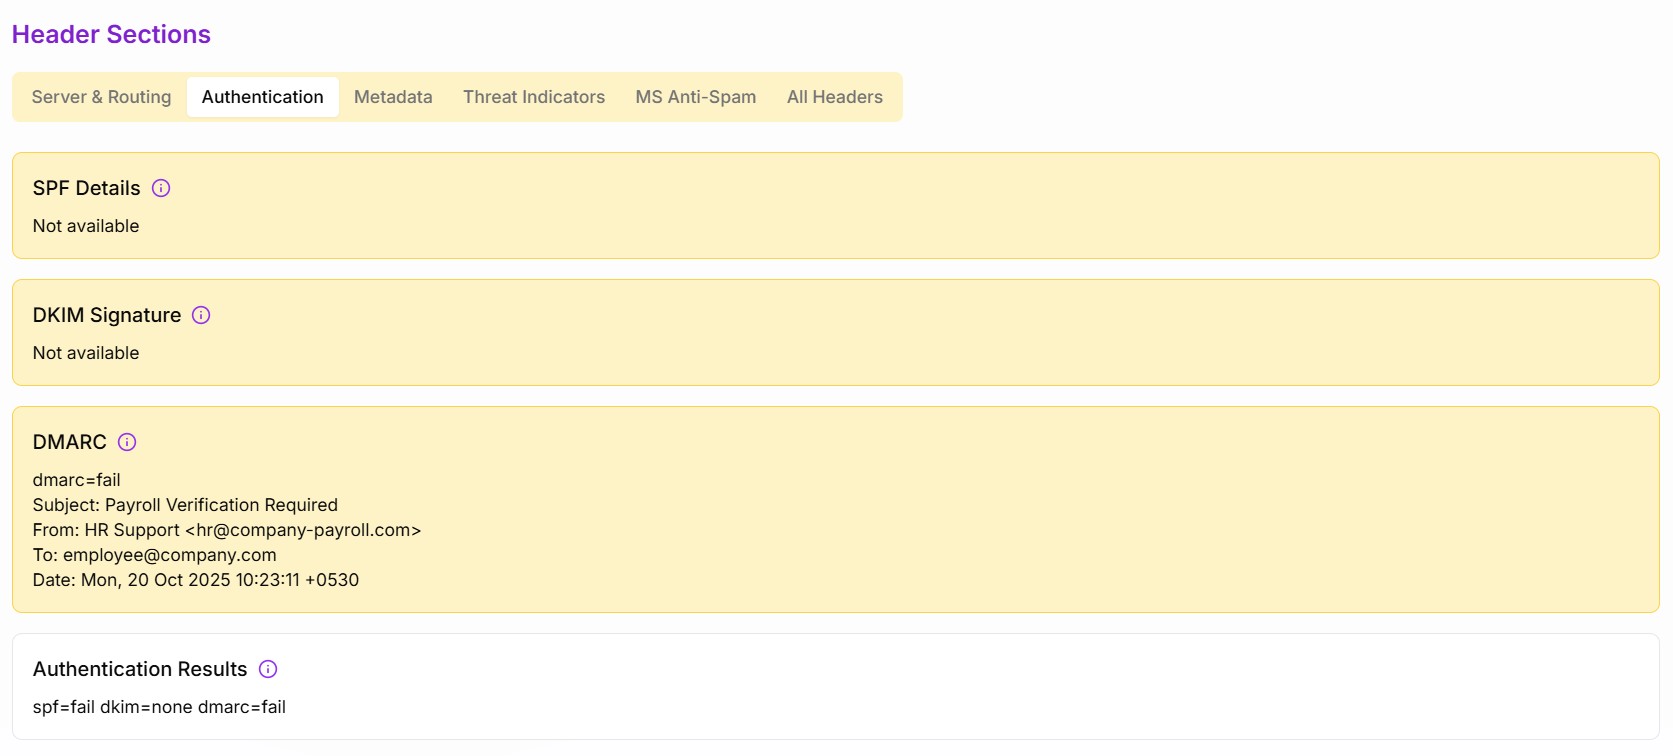 Header Sections
Server & Routing Authentication Metadata Threat Indicators MS Anti-Spam All Headers
SPF Details
Not available
DKIM Signature
Not available
DMARC
dmarc=fail
Subject: Payroll Verification Required
From: HR Support <hr@company-payroll.com>
To: employee@company.com
Date: Mon, 20 Oct 2025 10:23:11 +0530
Authentication Results
spf=fail dkim=none dmarc=fail